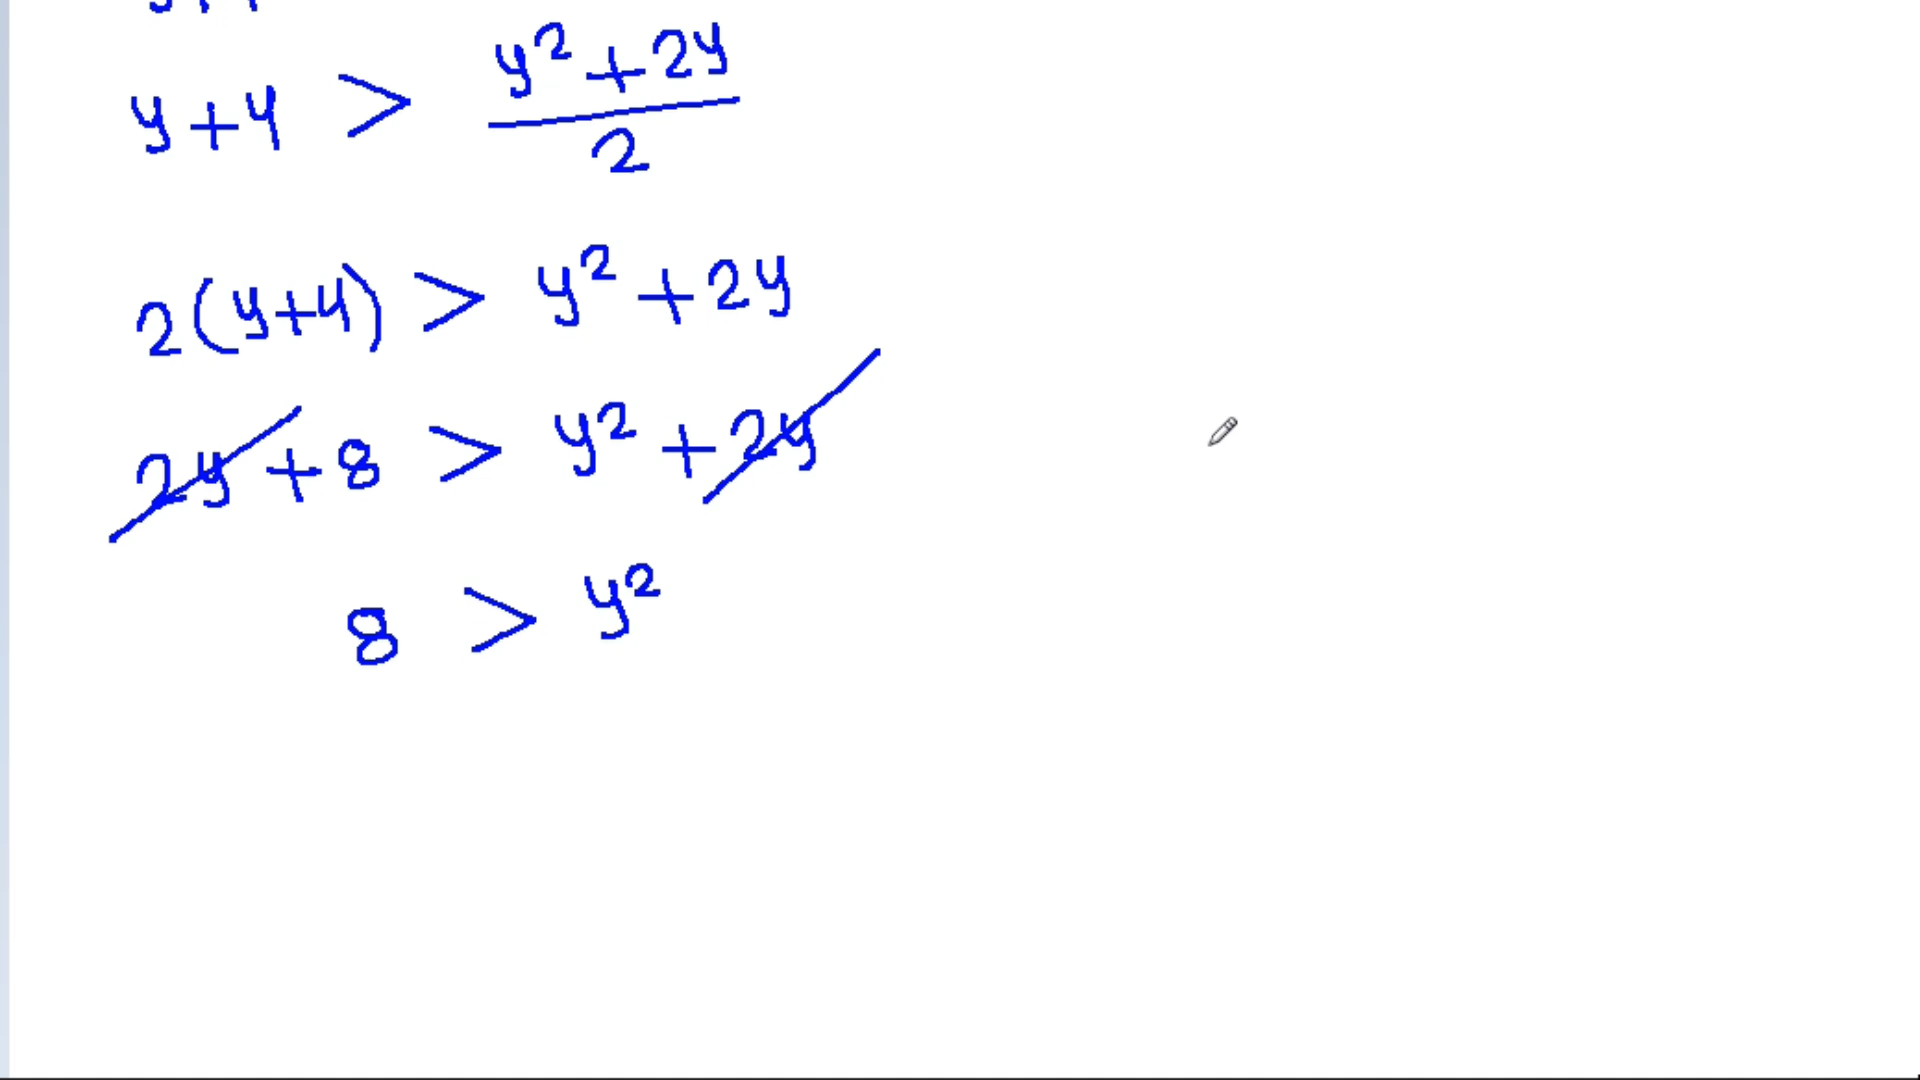 y+4 > (y²+2y)/2
2(y+4) > y²+2y
2y+8 > y²+2y
8 > y²